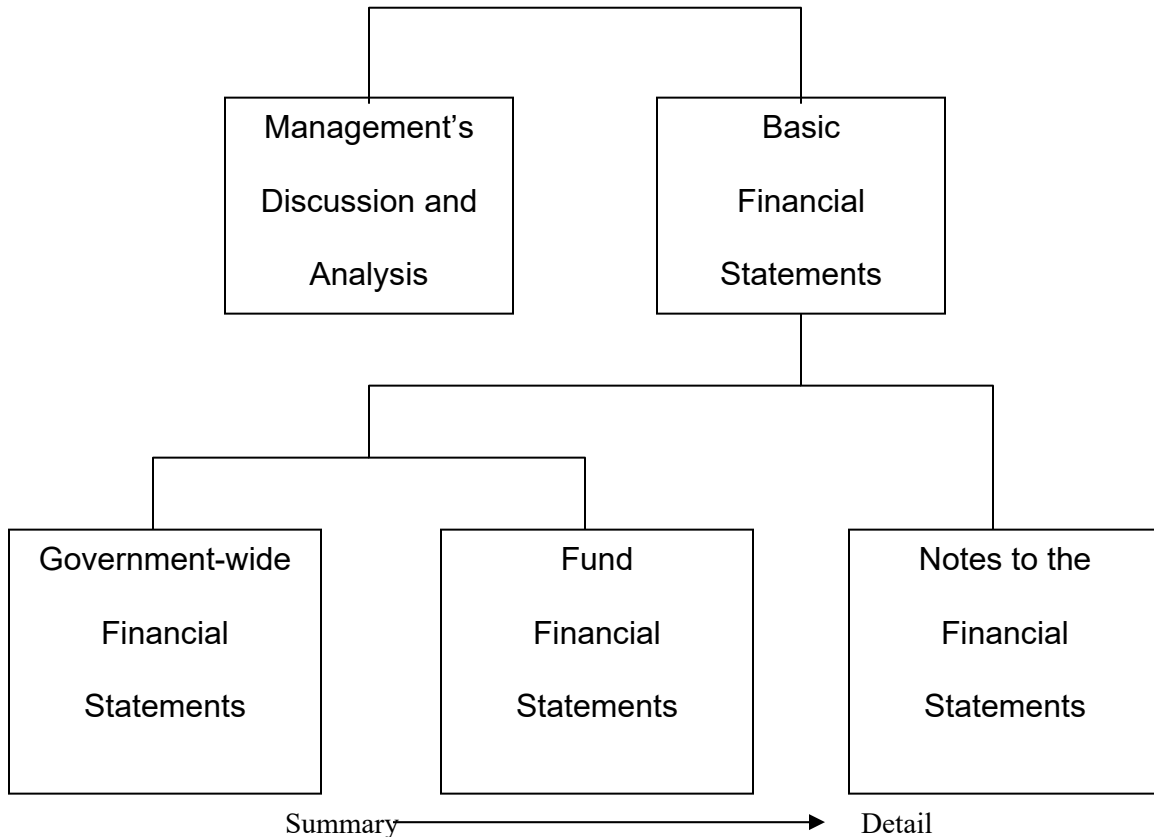 Management’s
Discussion and
Analysis
Basic
Financial
Statements
Government-wide
Financial
Statements
Fund
Financial
Statements
Notes to the
Financial
Statements
Summary
Detail